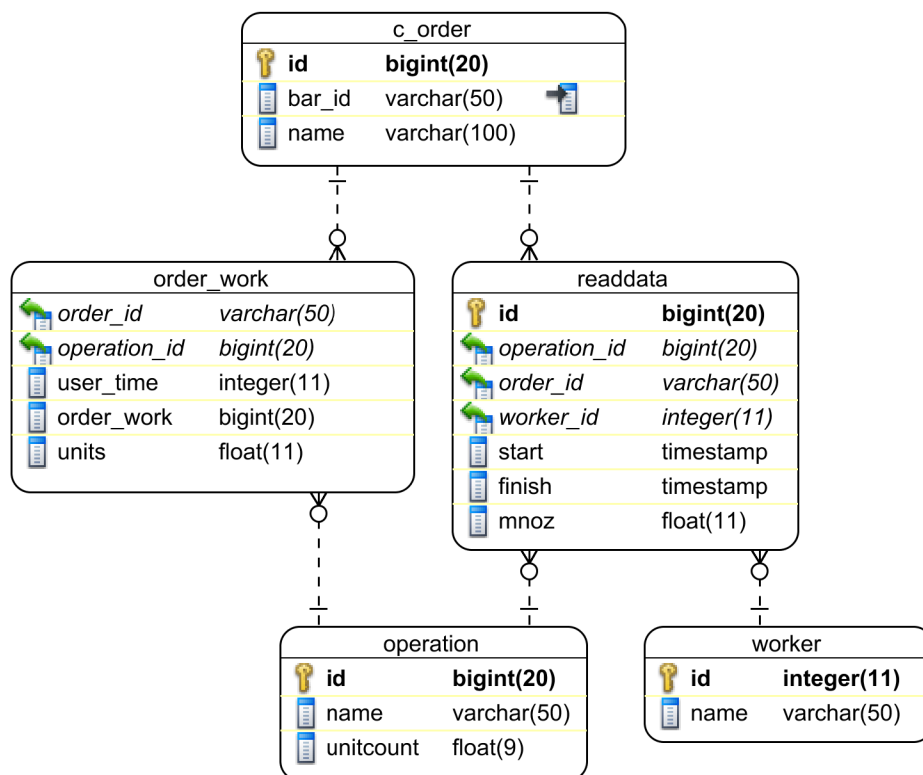 c_order
id bigint(20)
bar_id varchar(50)
name varchar(100)
order_work
order_id varchar(50)
operation_id bigint(20)
user_time integer(11)
order_work bigint(20)
units float(11)
readdata
id bigint(20)
operation_id bigint(20)
order_id varchar(50)
worker_id integer(11)
start timestamp
finish timestamp
mnoz float(11)
operation
id bigint(20)
name varchar(50)
unitcount float(9)
worker
id integer(11)
name varchar(50)